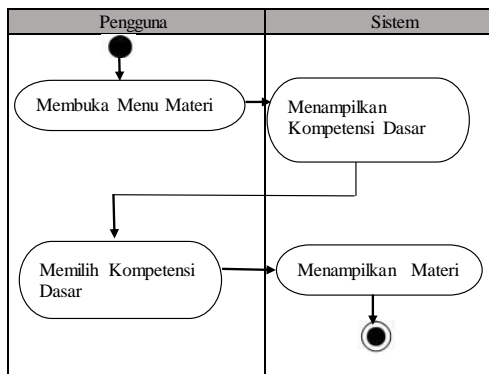 Pengguna
Sistem
Membuka Menu Materi
Menampilkan
Kompetensi Dasar
Memilih Kompetensi
Dasar
Menampilkan Materi